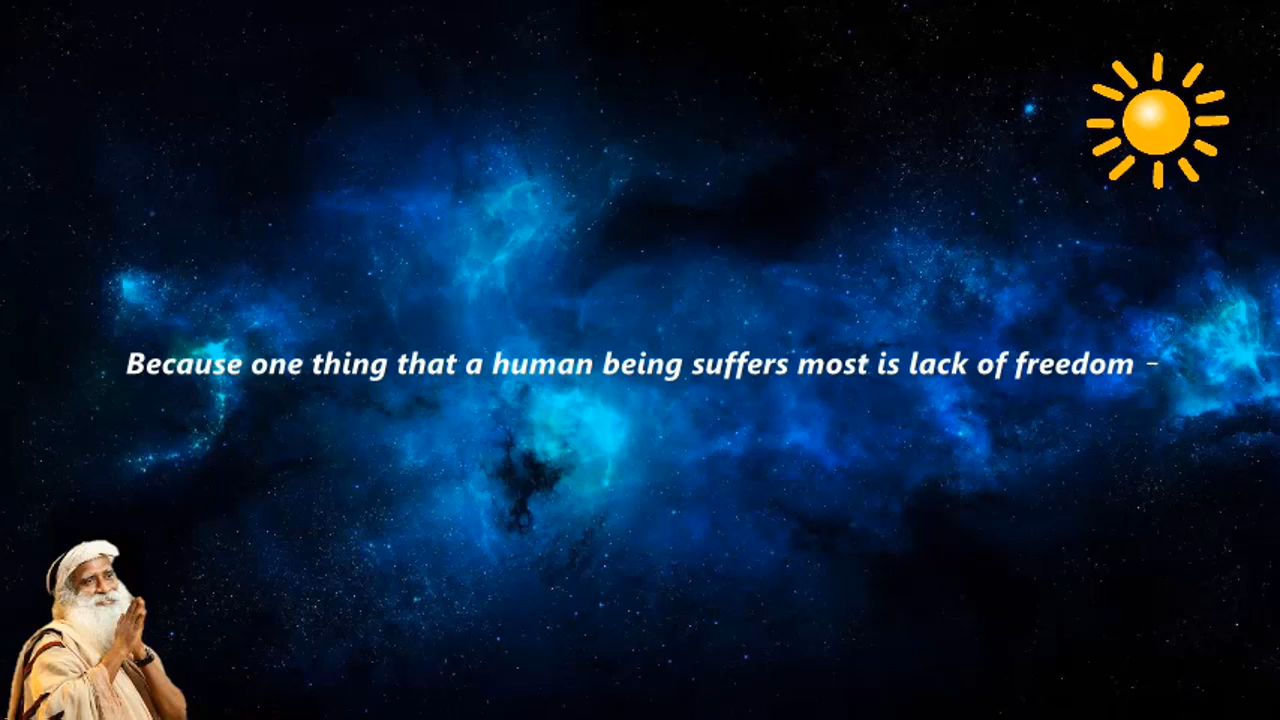 Because one thing that a human being suffers most is lack of freedom –